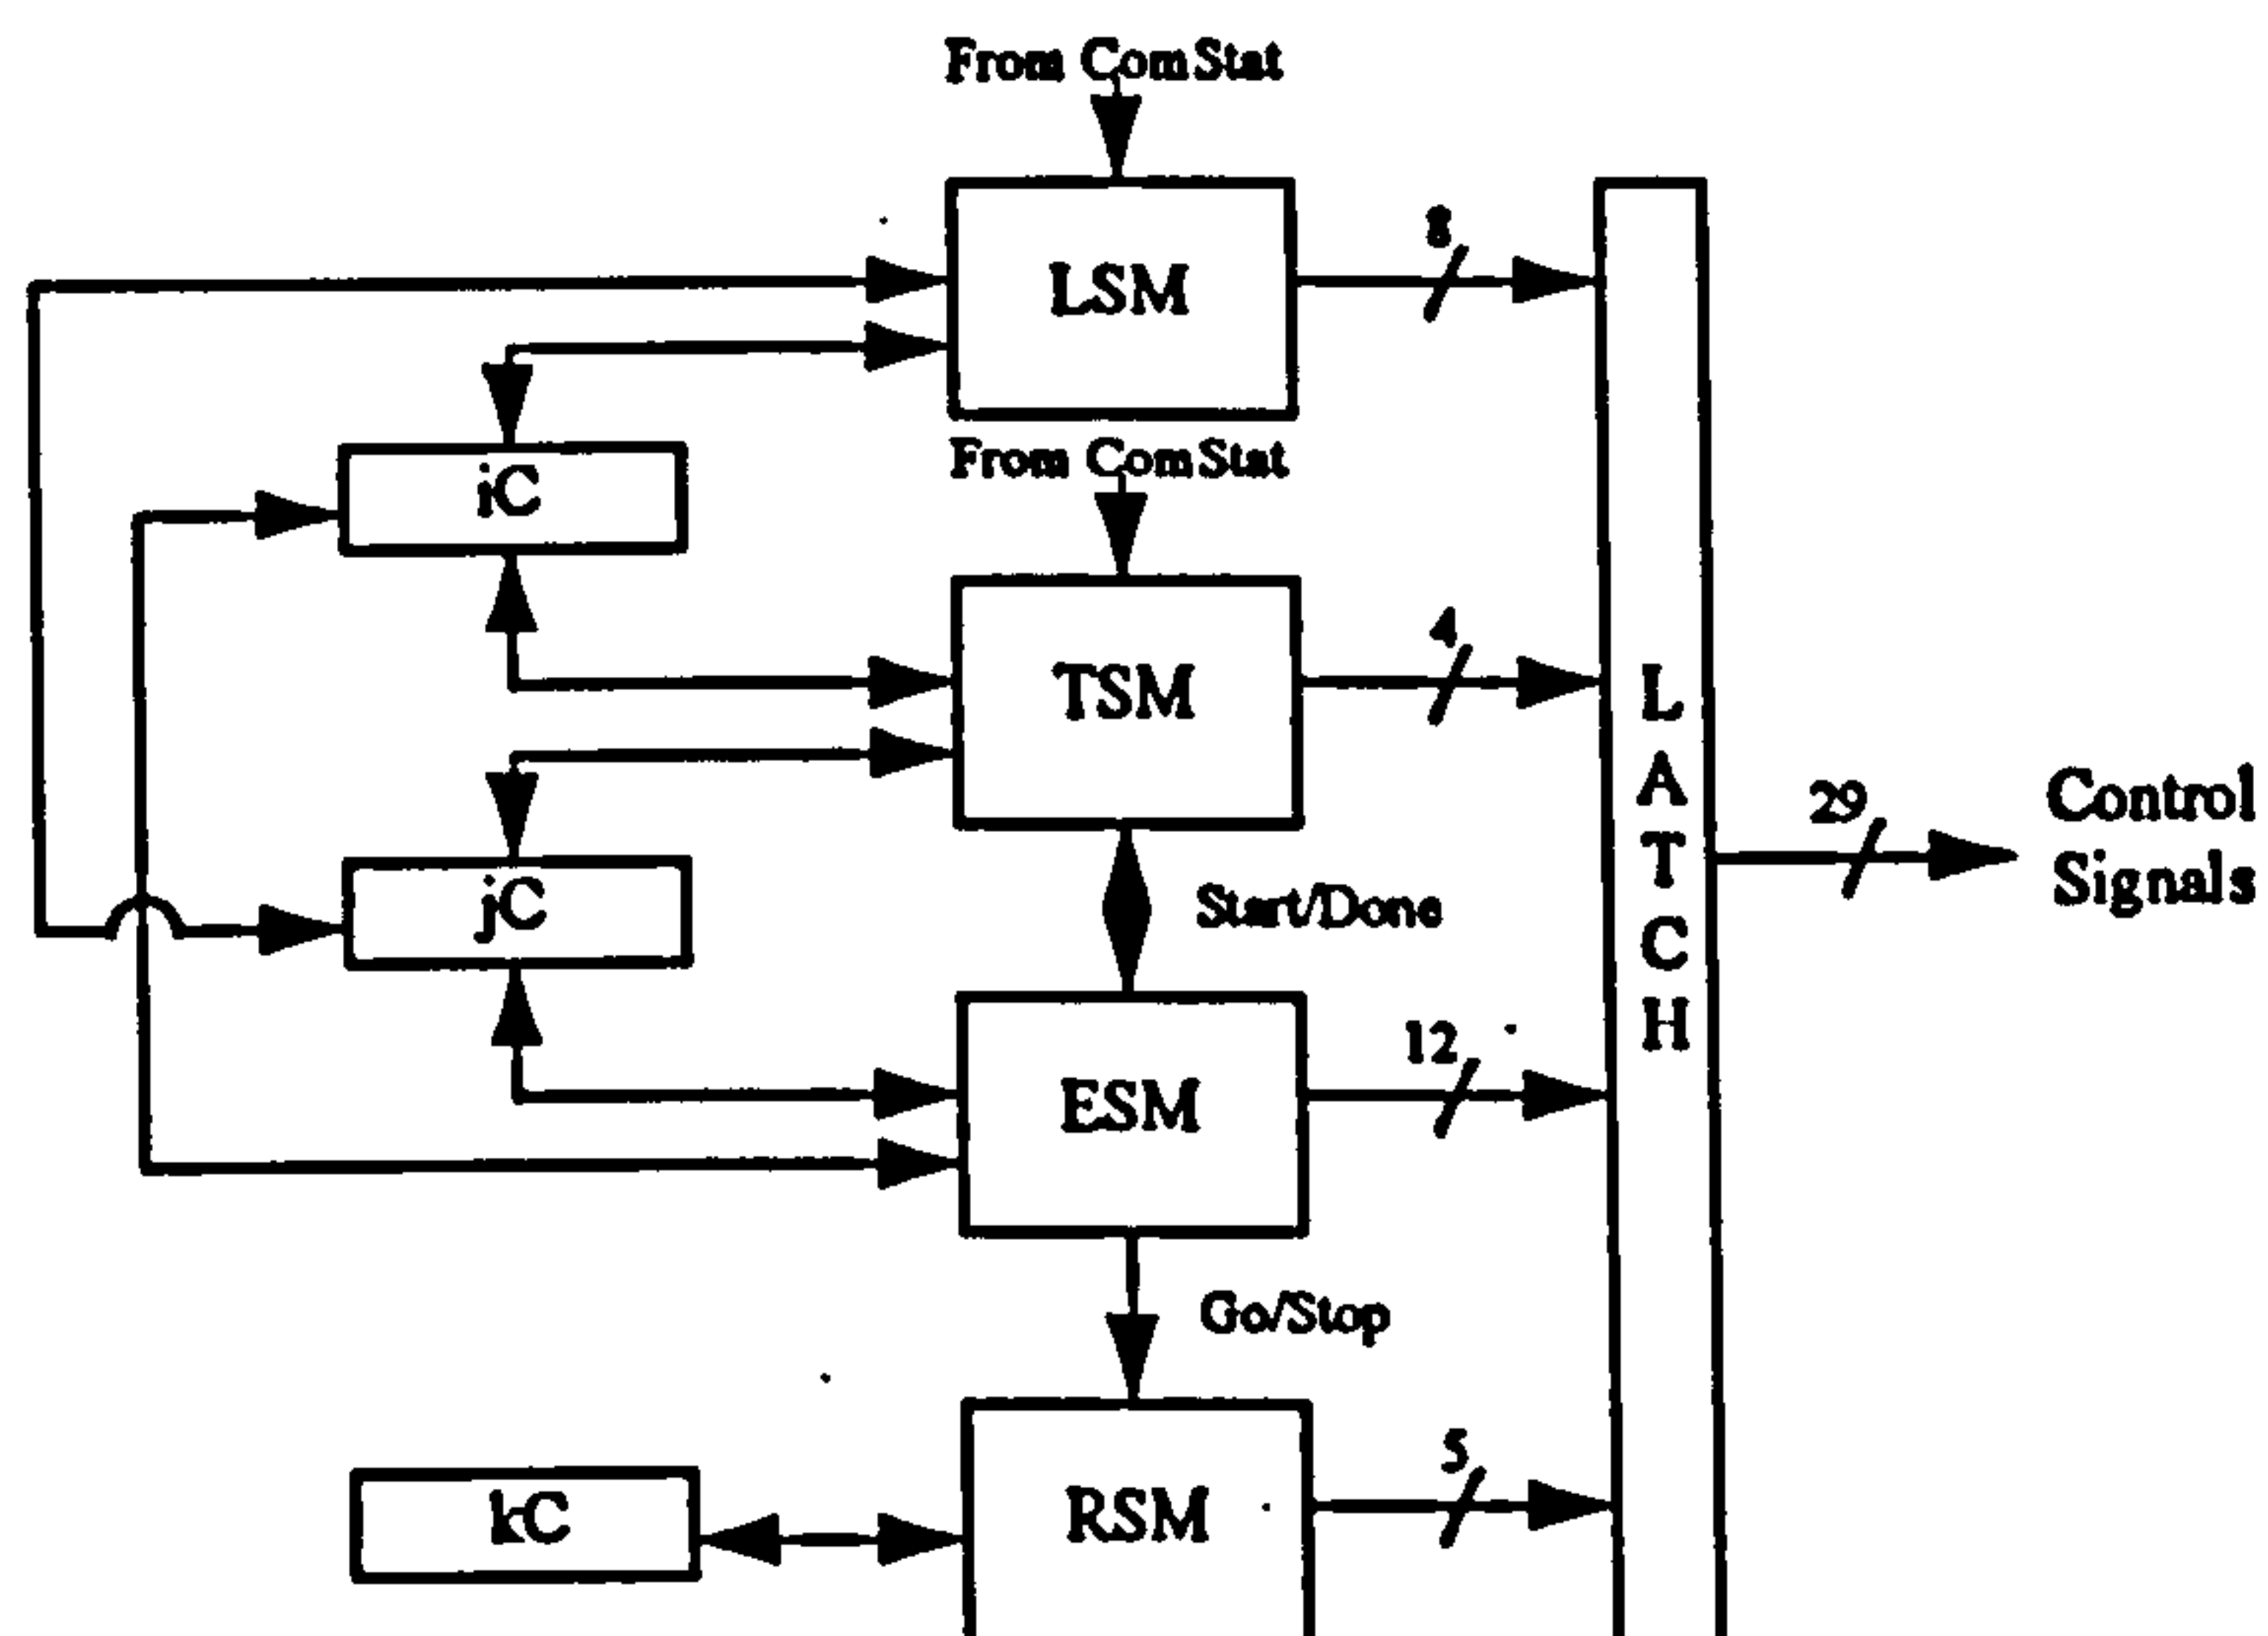 From ComStat
LSM
8
iC
From ComStat
TSM
4
LATCH
29
Control
Signals
jC
Start/Done
ESM
12
Go/Stop
RSM
5
kC